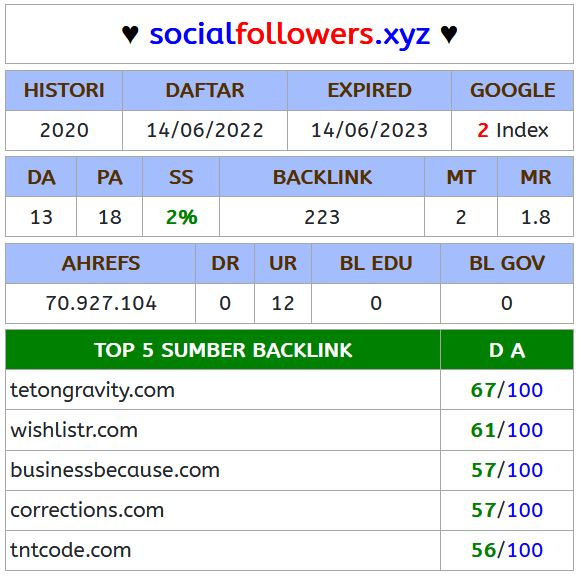 ♥ socialfollowers.xyz ♥
HISTORI DAFTAR EXPIRED GOOGLE
2020 14/06/2022 14/06/2023 2 Index
DA PA SS BACKLINK MT MR
13 18 2% 223 2 1.8
AHREFS DR UR BL EDU BL GOV
70.927.104 0 12 0 0
TOP 5 SUMBER BACKLINK D A
tetongravity.com 67/100
wishlistr.com 61/100
businessbecause.com 57/100
corrections.com 57/100
tntcode.com 56/100